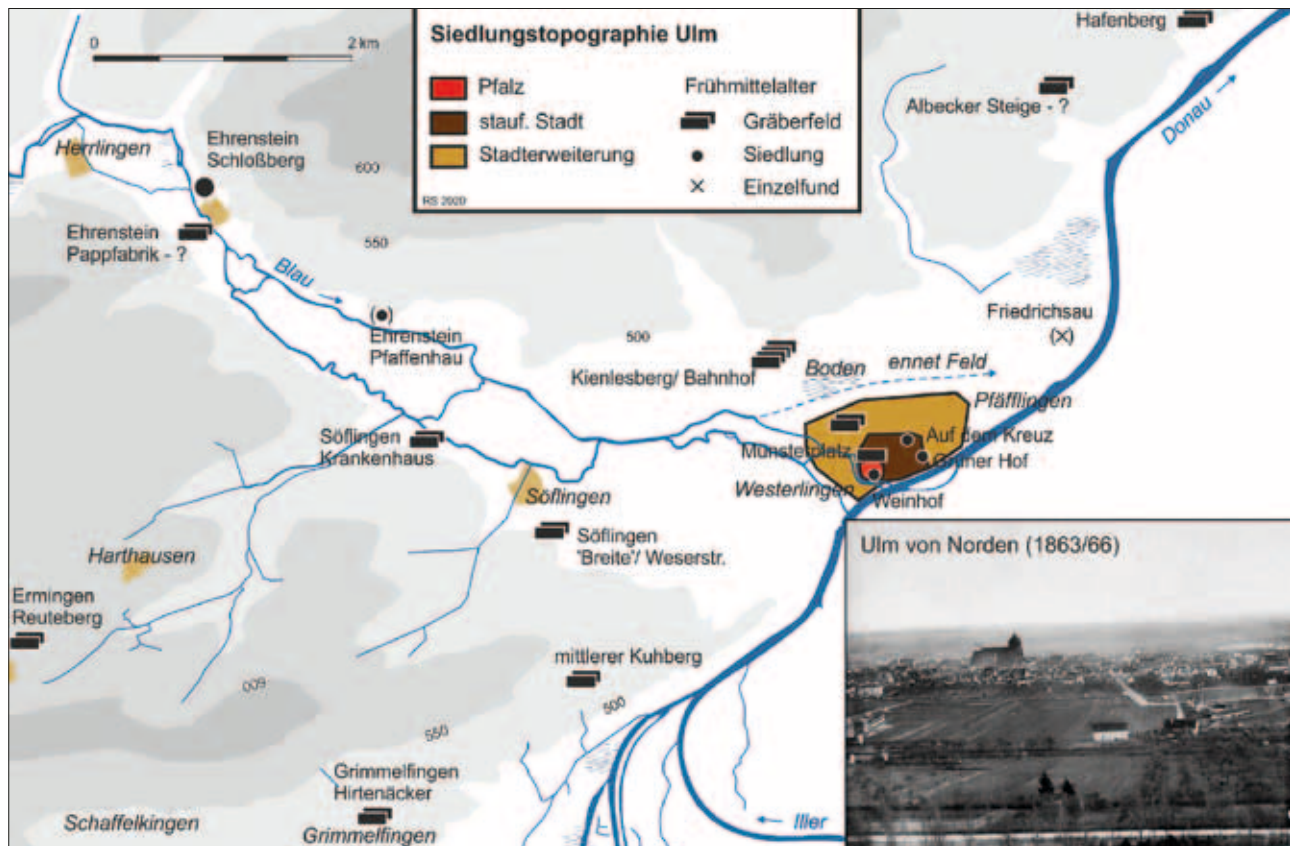 Siedlungstopographie Ulm
Pfalz
stauf. Stadt
Stadterweiterung
RS 2020
Frühmittelalter
Gräberfeld
Siedlung
Einzelfund
0
2 km
Hafenberg
Albecker Steige - ?
Donau
Herrlingen
Ehrenstein
Schloßberg
600
Ehrenstein
Pappfabrik - ?
550
Blau
Ehrenstein
Pfaffenhau
500
Friedrichsau
Kienlesberg/ Bahnhof
Boden
ennet Feld
Pfäfflingen
Söflingen
Krankenhaus
Münsterplatz
Auf dem Kreuz
Grüner Hof
Westerlingen
Weinhof
Söflingen
Söflingen
'Breite'/ Weserstr.
Harthausen
Ermingen
Reuteberg
mittlerer Kuhberg
600
500
550
Grimmelfingen
Hirtenäcker
Schaffelkingen
Grimmelfingen
Iller
Ulm von Norden (1863/66)